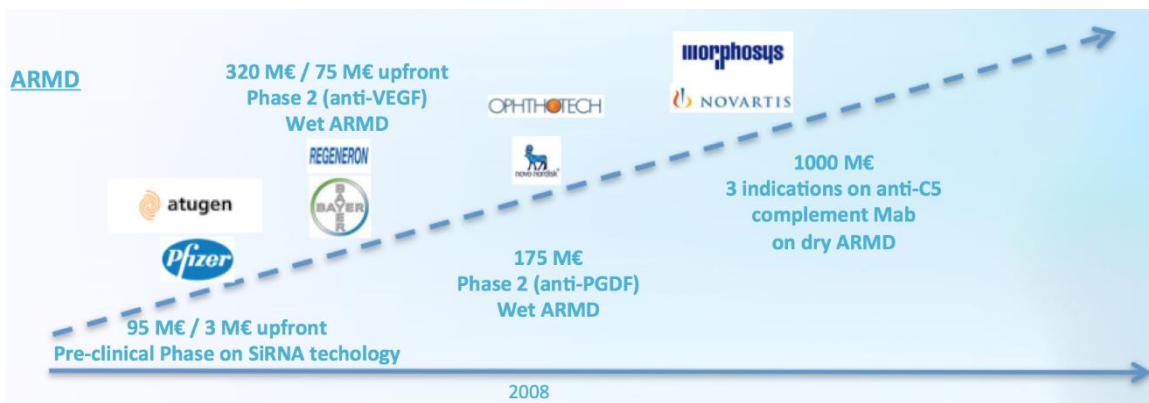 ARMD
320 M€ / 75 M€ upfront
Phase 2 (anti-VEGF)
Wet ARMD
REGENERON
BAYER
BAYER
atugen
Pfizer
95 M€ / 3 M€ upfront
Pre-clinical Phase on SiRNA techology
OPHTHOTECH
novo nordisk
175 M€
Phase 2 (anti-PGDF)
Wet ARMD
morphosys
NOVARTIS
1000 M€
3 indications on anti-C5
complement Mab
on dry ARMD
2008